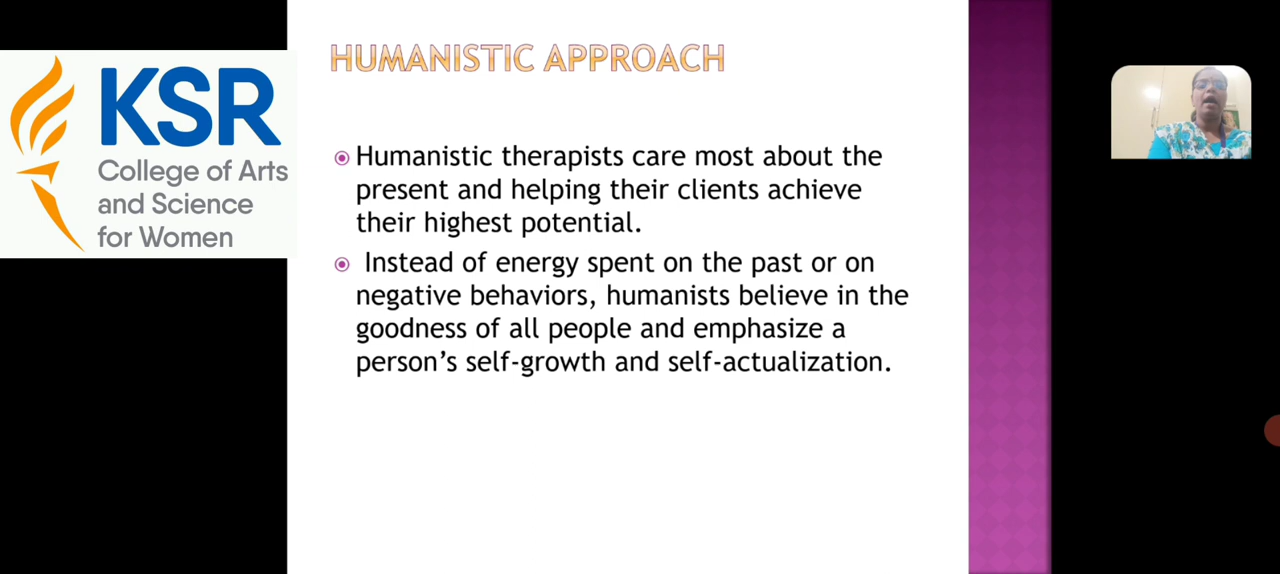 HUMANISTIC APPROACH
KSR
College of Arts
and Science
for Women
Humanistic therapists care most about the
present and helping their clients achieve
their highest potential.
Instead of energy spent on the past or on
negative behaviors, humanists believe in the
goodness of all people and emphasize a
person's self-growth and self-actualization.